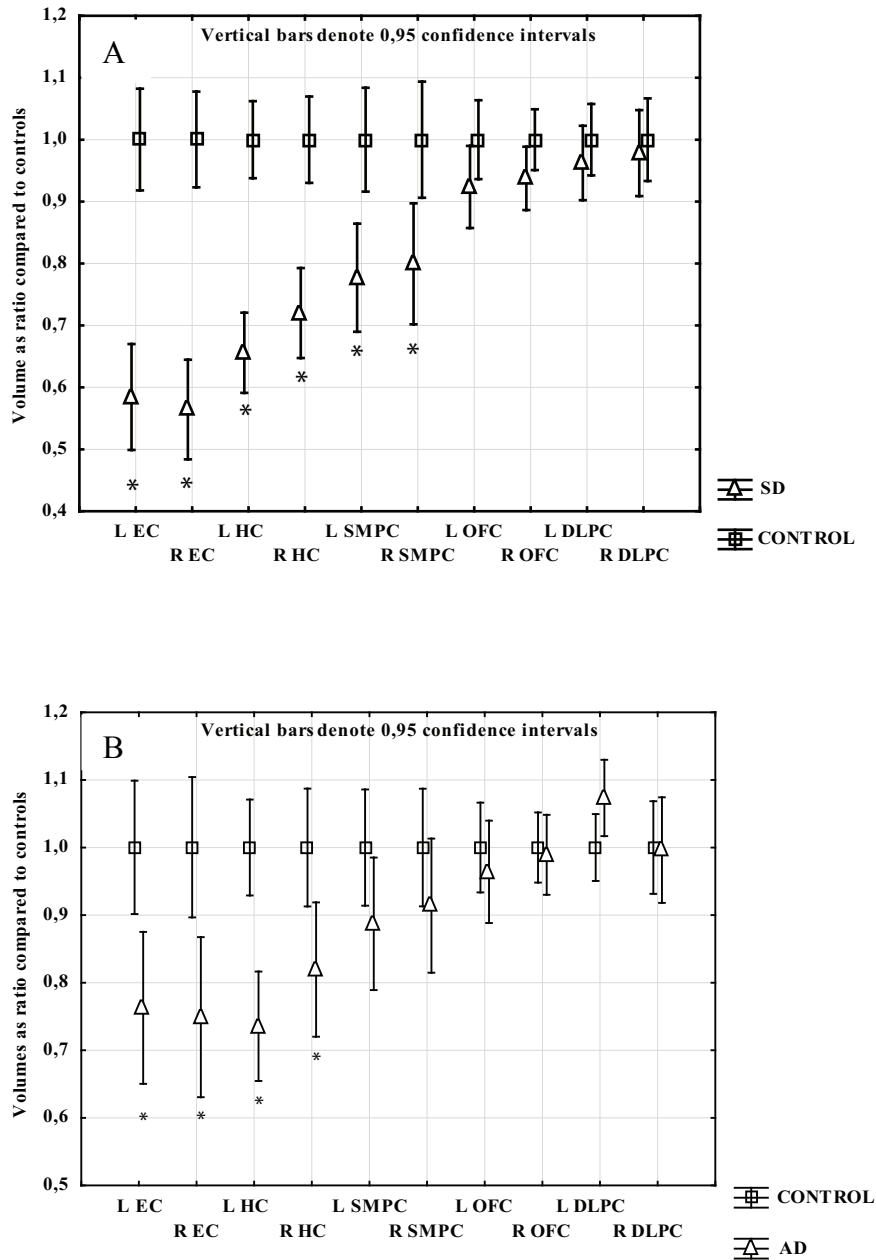 1,2
Vertical bars denote 0,95 confidence intervals
A
1,1
1,0
0,9
0,8
0,7
0,6
0,5
0,4
Volume as ratio compared to controls
* * * * * *
L EC L HC L SMPC L OFC L DLPC
R EC R HC R SMPC R OFC R DLPC
SD
CONTROL
1,2
Vertical bars denote 0,95 confidence intervals
B
1,1
1,0
0,9
0,8
0,7
0,6
0,5
Volumes as ratio compared to controls
* * * *
L EC L HC L SMPC L OFC L DLPC
R EC R HC R SMPC R OFC R DLPC
CONTROL
AD